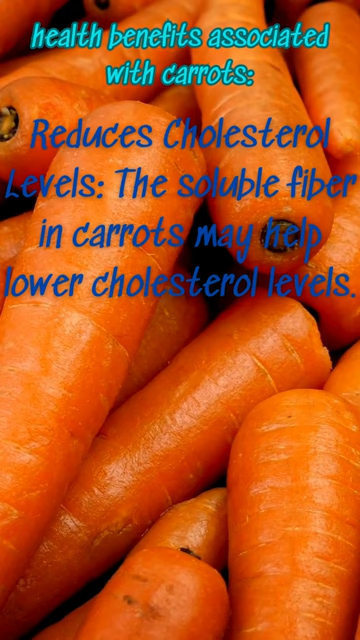 health benefits associated
with carrots:
Reduces Cholesterol
Levels: The soluble fiber
in carrots may help
lower cholesterol levels.